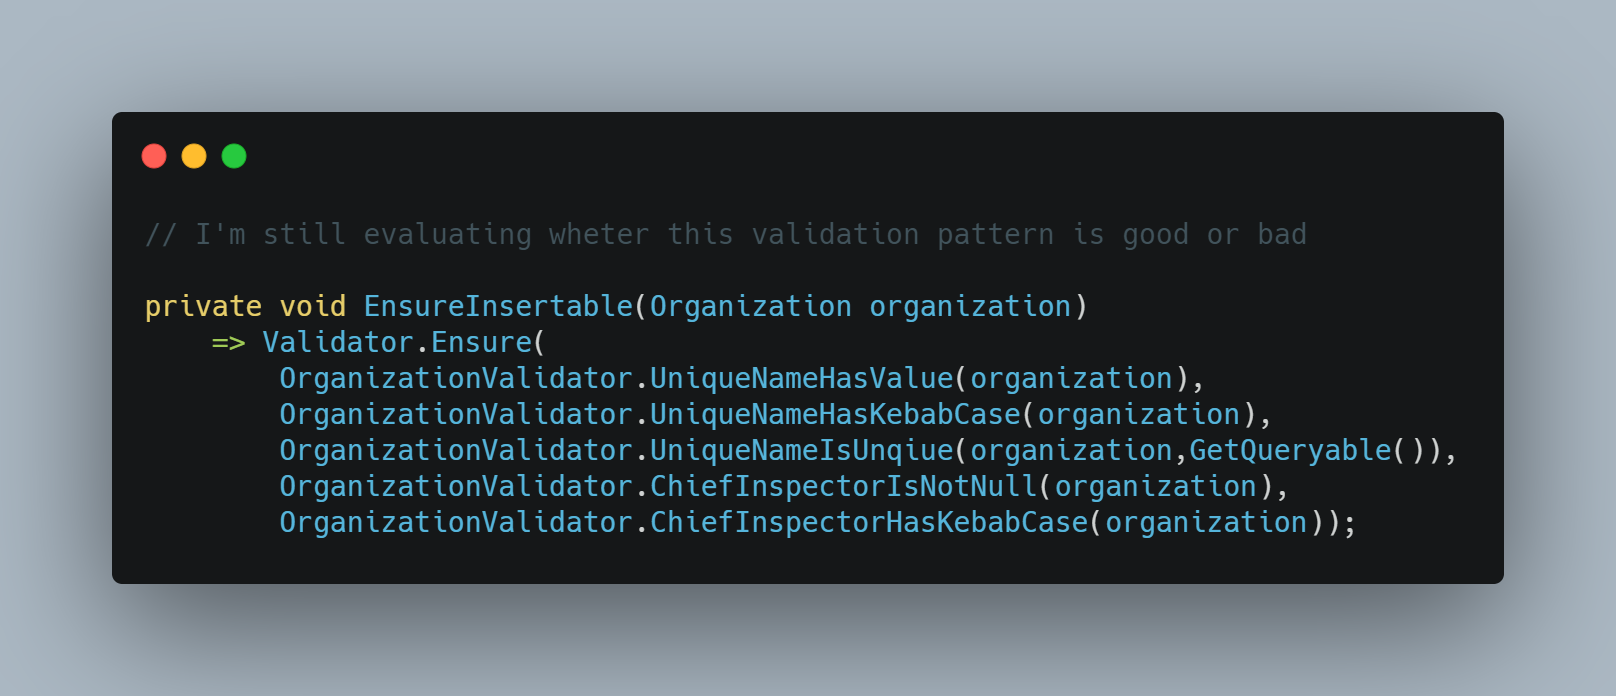 // I'm still evaluating wheter this validation pattern is good or bad
private void EnsureInsertable(Organization organization)
=> Validator.Ensure(
OrganizationValidator.UniqueNameHasValue(organization),
OrganizationValidator.UniqueNameHasKebabCase(organization),
OrganizationValidator.UniqueNameIsUnqiue(organization,GetQueryable()),
OrganizationValidator.ChiefInspectorIsNotNull(organization),
OrganizationValidator.ChiefInspectorHasKebabCase(organization));